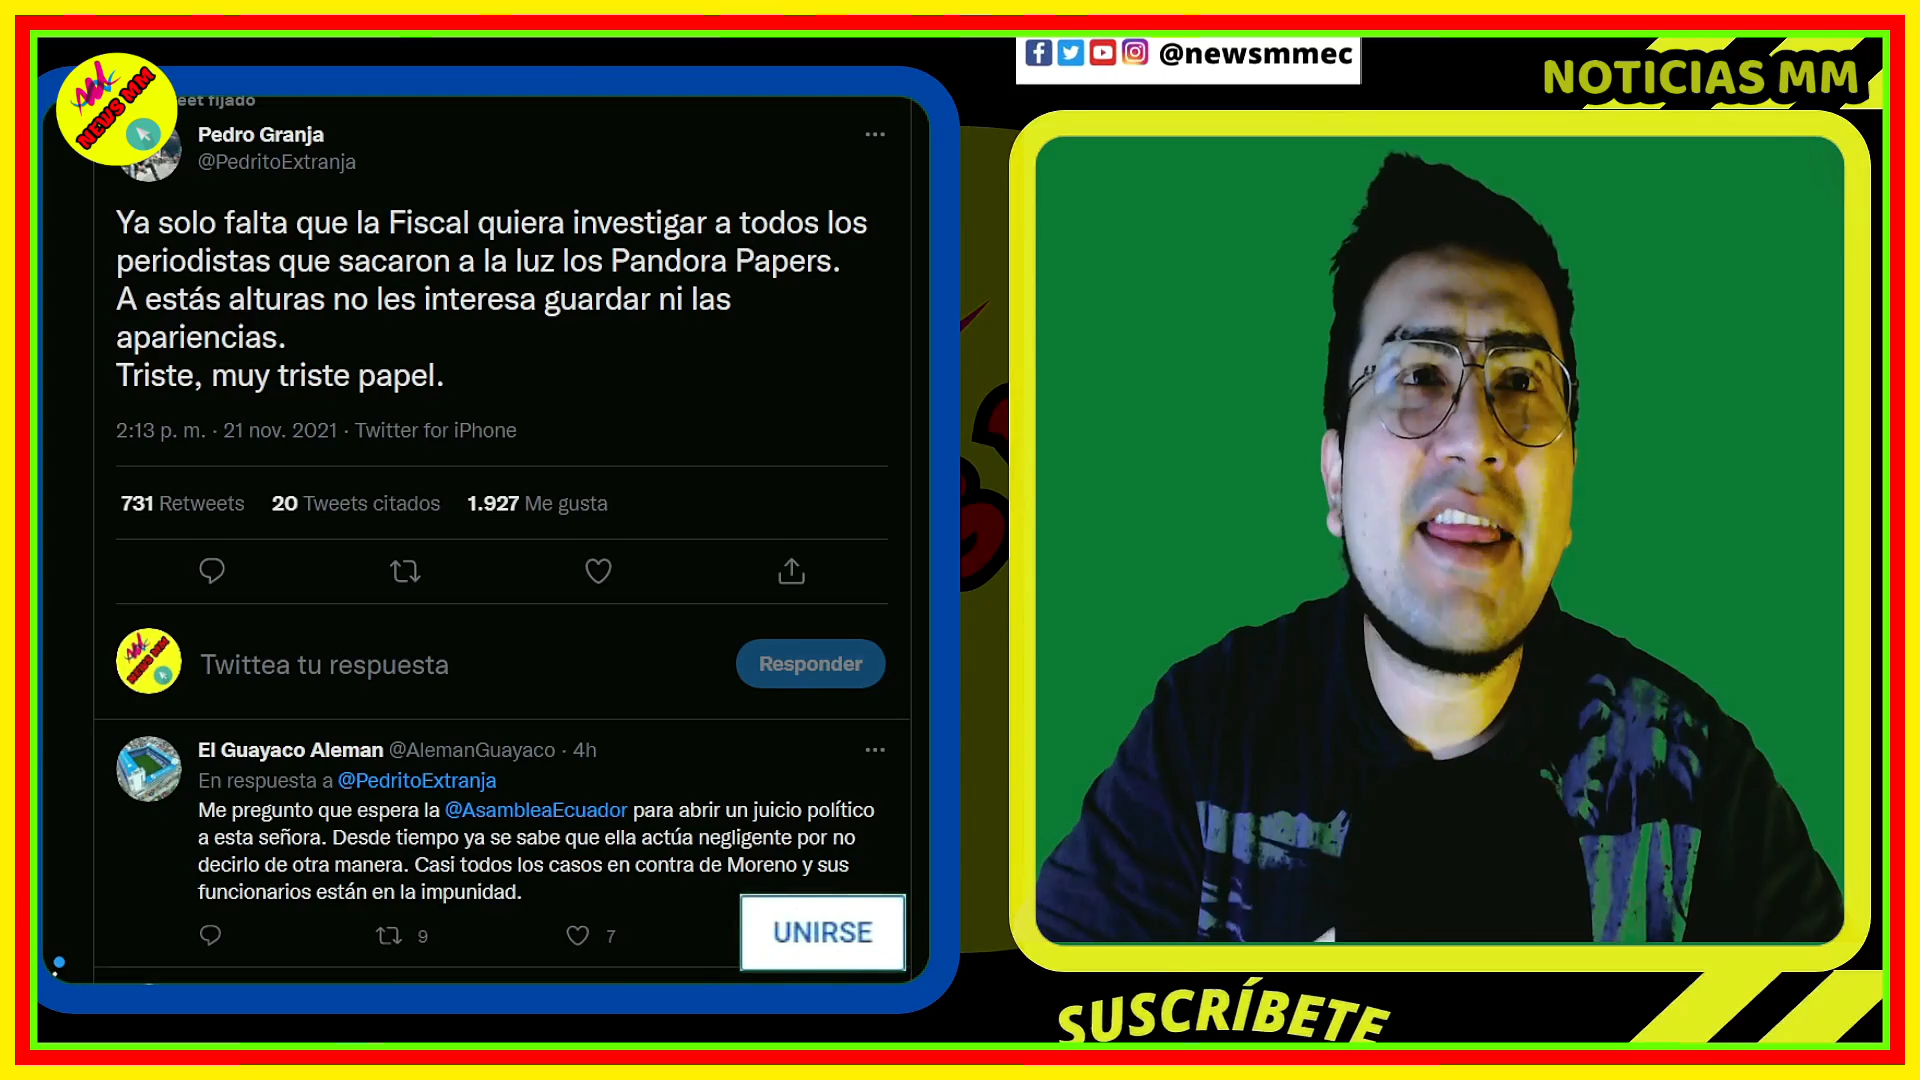 eet fijado
NEWS MM
Pedro Granja
@PedritoExtranja
Ya solo falta que la Fiscal quiera investigar a todos los
periodistas que sacaron a la luz los Pandora Papers.
A estás alturas no les interesa guardar ni las
apariencias.
Triste, muy triste papel.
2:13 p. m. · 21 nov. 2021 · Twitter for iPhone
731 Retweets 20 Tweets citados 1.927 Me gusta
NEWS MM
Twittea tu respuesta
Responder
El Guayaco Aleman @AlemanGuayaco · 4h
En respuesta a @PedritoExtranja
Me pregunto que espera la @AsambleaEcuador para abrir un juicio político
a esta señora. Desde tiempo ya se sabe que ella actúa negligente por no
decirlo de otra manera. Casi todos los casos en contra de Moreno y sus
funcionarios están en la impunidad.
9 7
UNIRSE
@newsmmec
NOTICIAS MM
SUSCRÍBETE